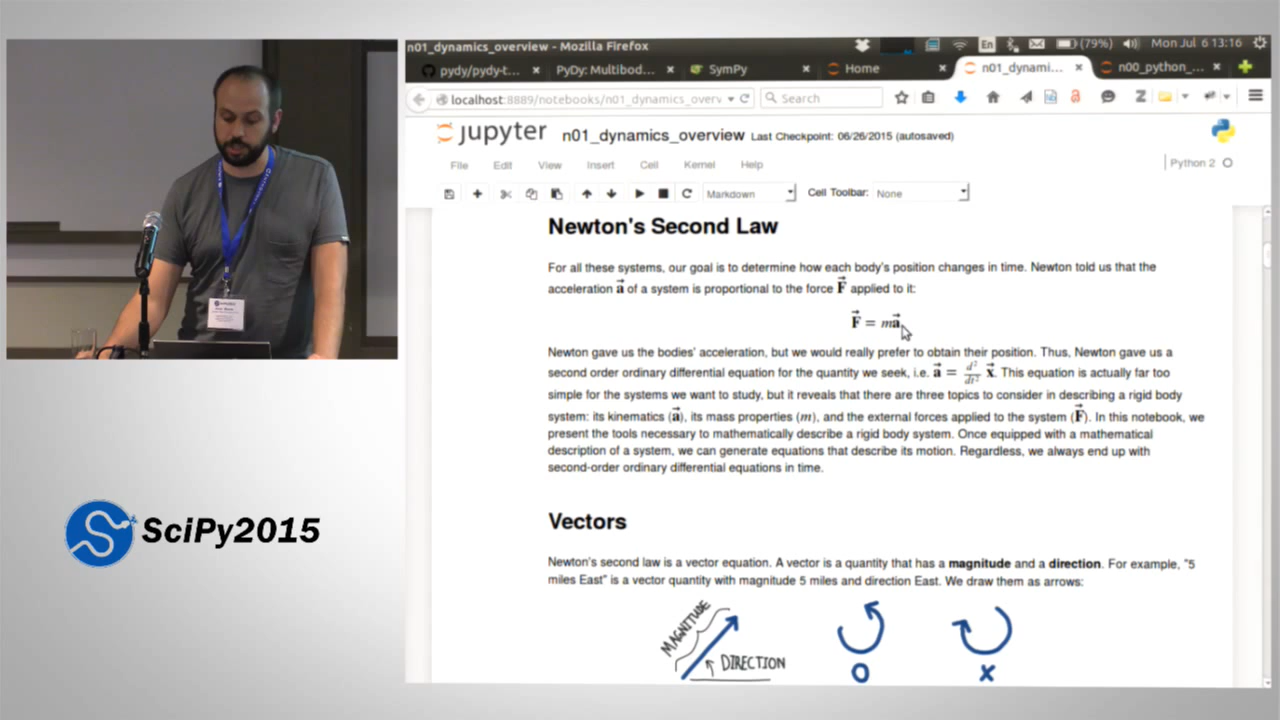 n01_dynamics_overview - Mozilla Firefox
En
(79%)
Mon Jul 6 13:16
pydy/pydy-t...
PyDy: Multibod...
SymPy
Home
n01_dynami...
n00_python_...
localhost:8889/notebooks/n01_dynamics_overv
Search
jupyter
n01_dynamics_overview Last Checkpoint: 06/26/2015 (autosaved)
File Edit View Insert Cell Kernel Help
Python 2
Markdown
Cell Toolbar: None
Newton's Second Law
For all these systems, our goal is to determine how each body's position changes in time. Newton told us that the
acceleration a⃗ of a system is proportional to the force F⃗ applied to it:
F⃗ = ma⃗
Newton gave us the bodies' acceleration, but we would really prefer to obtain their position. Thus, Newton gave us a
second order ordinary differential equation for the quantity we seek, i.e. a⃗ = d²/dt² x⃗. This equation is actually far too
simple for the systems we want to study, but it reveals that there are three topics to consider in describing a rigid body
system: its kinematics (a⃗), its mass properties (m), and the external forces applied to the system (F⃗). In this notebook, we
present the tools necessary to mathematically describe a rigid body system. Once equipped with a mathematical
description of a system, we can generate equations that describe its motion. Regardless, we always end up with
second-order ordinary differential equations in time.
Vectors
Newton's second law is a vector equation. A vector is a quantity that has a magnitude and a direction. For example, "5
miles East" is a vector quantity with magnitude 5 miles and direction East. We draw them as arrows:
MAGNITUDE
DIRECTION
O
X
SciPy2015